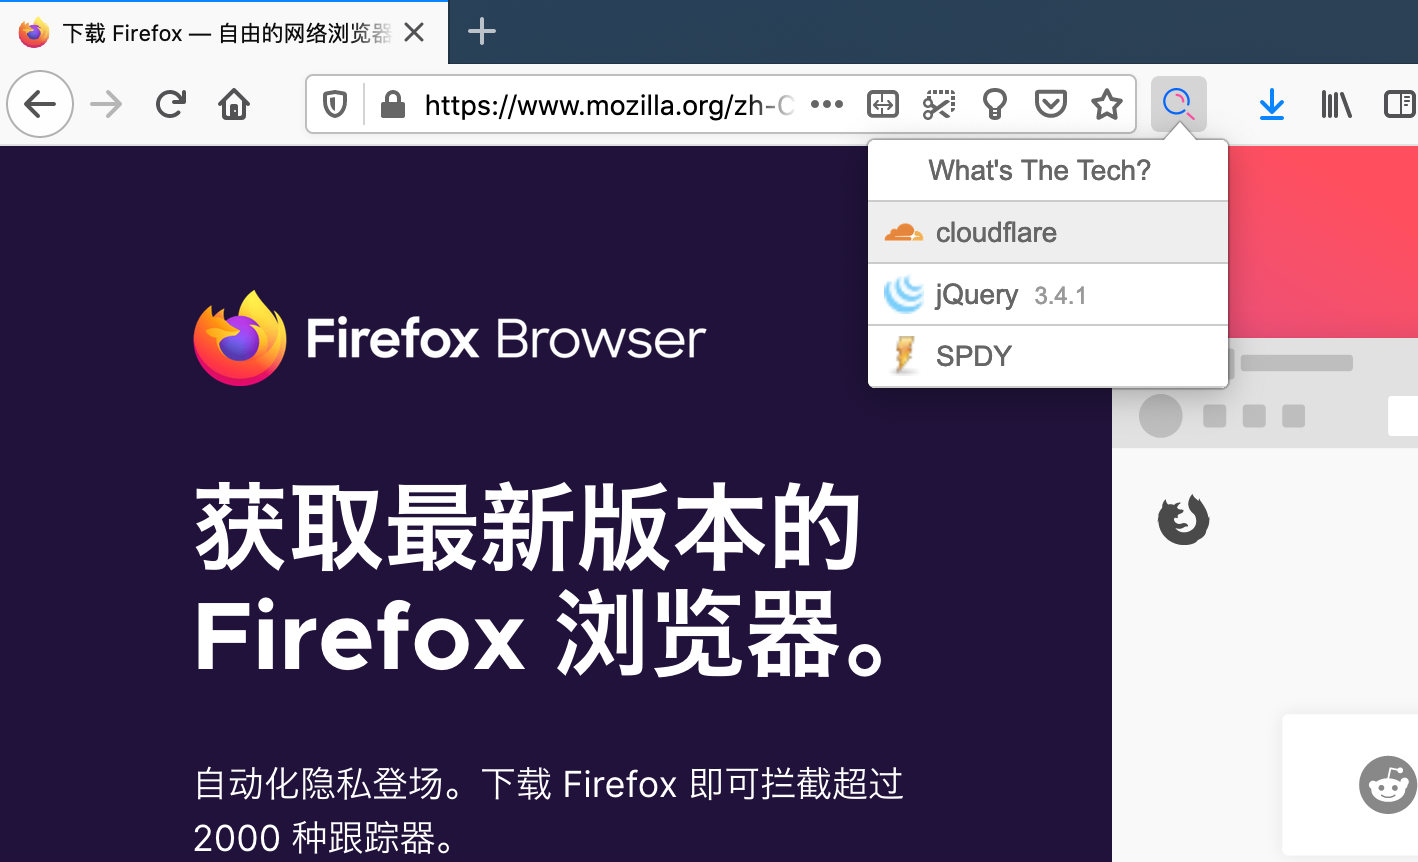 下载 Firefox — 自由的网络浏览器
https://www.mozilla.org/zh-C
What's The Tech?
cloudflare
jQuery 3.4.1
SPDY
Firefox Browser
获取最新版本的
Firefox 浏览器。
自动化隐私登场。下载 Firefox 即可拦截超过
2000 种跟踪器。